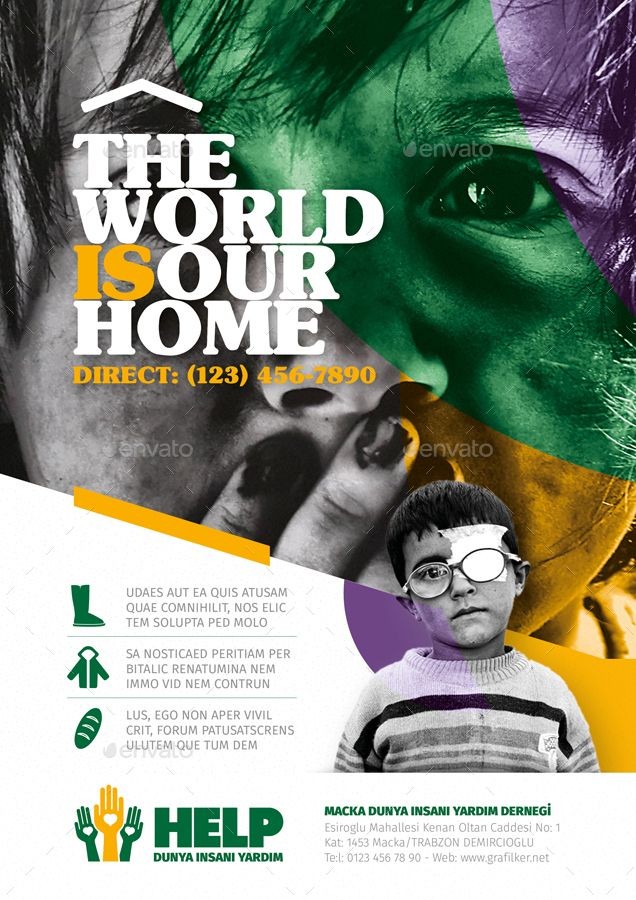 THE
WORLD
IS OUR
HOME
DIRECT: (123) 456-7890
UDAES AUT EA QUIS ATUSAM
QUAE COMNIHILIT, NOS ELIC
TEM SOLUPTA PED MOLO
SA NOSTICAED PERITIAM PER
BITALIC RENATUMINA NEM
IMMO VID NEM CONTRUN
LUS, EGO NON APER VIVIL
CRIT, FORUM PATUSATSCRENS
ULUTEM QUE TUM DEM
HELP
DUNYA INSANI YARDIM
MACKA DUNYA INSANI YARDIM DERNEGİ
Esiroglu Mahallesi Kenan Oltan Caddesi No: 1
Kat: 1453 Macka/TRABZON DEMIRCIOGLU
Te:l: 0123 456 78 90 - Web: www.grafilker.net
envato
envato
envato
envato
envato